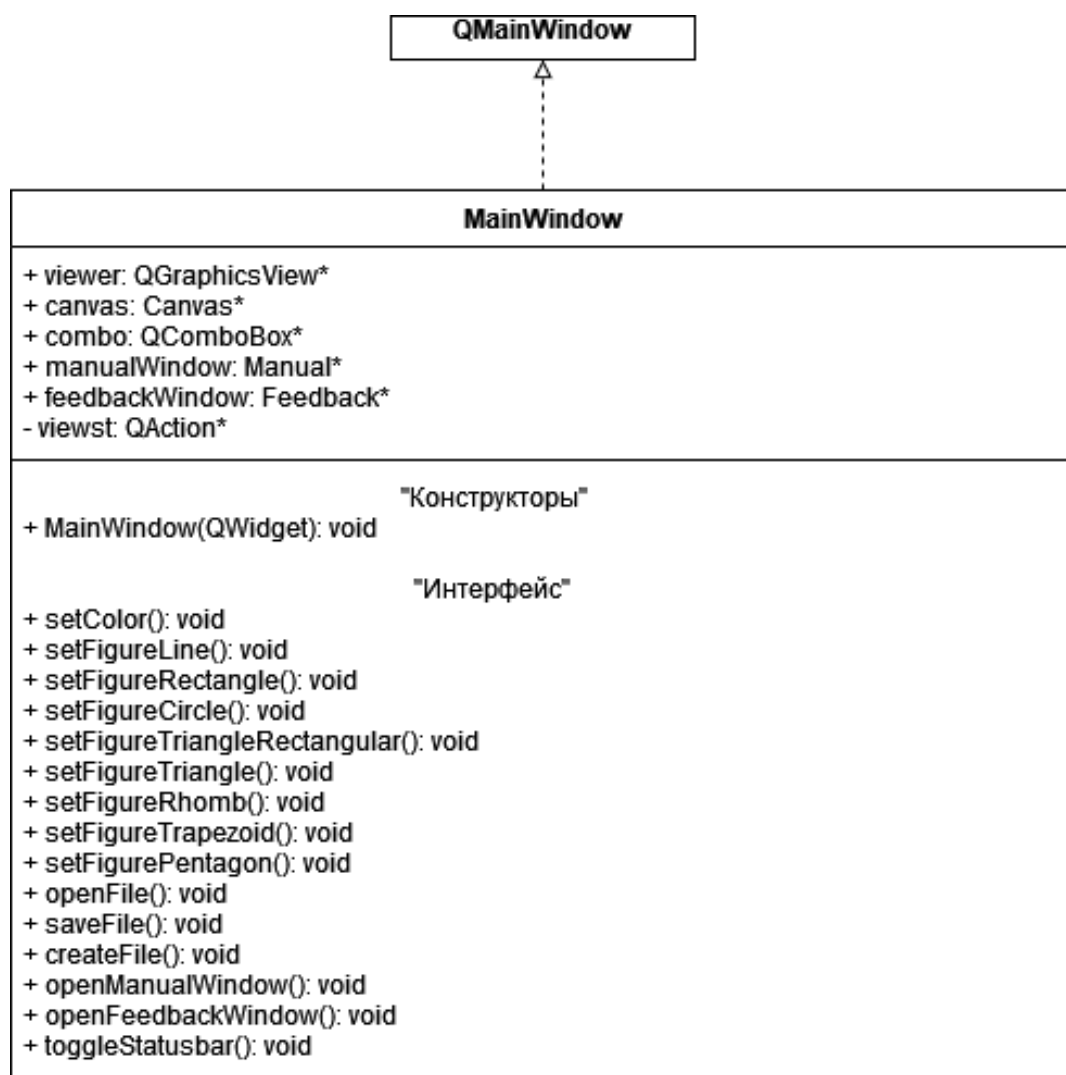 QMainWindow
MainWindow
+ viewer: QGraphicsView*
+ canvas: Canvas*
+ combo: QComboBox*
+ manualWindow: Manual*
+ feedbackWindow: Feedback*
- viewst: QAction*
"Конструкторы"
+ MainWindow(QWidget): void
"Интерфейс"
+ setColor(): void
+ setFigureLine(): void
+ setFigureRectangle(): void
+ setFigureCircle(): void
+ setFigureTriangleRectangular(): void
+ setFigureTriangle(): void
+ setFigureRhomb(): void
+ setFigureTrapezoid(): void
+ setFigurePentagon(): void
+ openFile(): void
+ saveFile(): void
+ createFile(): void
+ openManualWindow(): void
+ openFeedbackWindow(): void
+ toggleStatusbar(): void